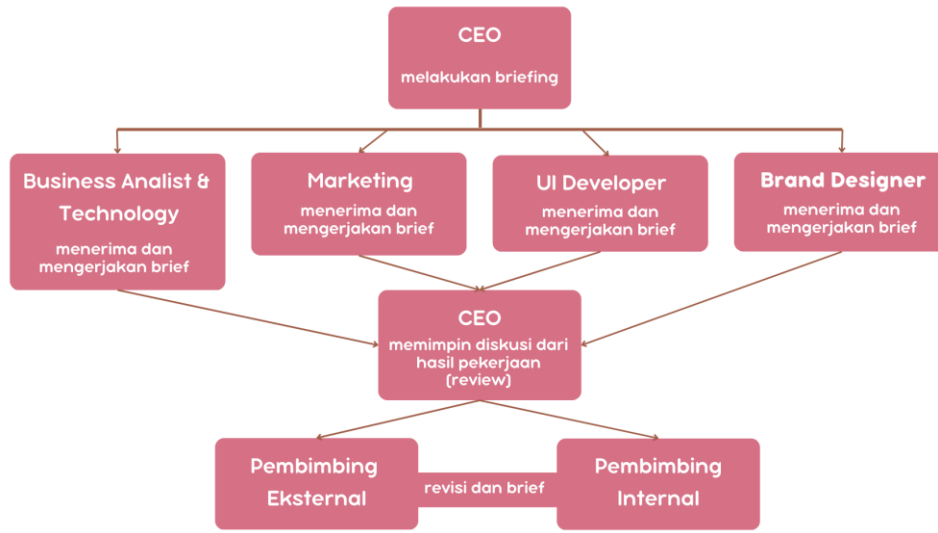 CEO
melakukan briefing
Business Analist &
Technology
menerima dan
mengerjakan brief
Marketing
menerima dan
mengerjakan brief
UI Developer
menerima dan
mengerjakan brief
Brand Designer
menerima dan
mengerjakan brief
CEO
memimpin diskusi dari
hasil pekerjaan
(review)
Pembimbing
Eksternal
revisi dan brief
Pembimbing
Internal